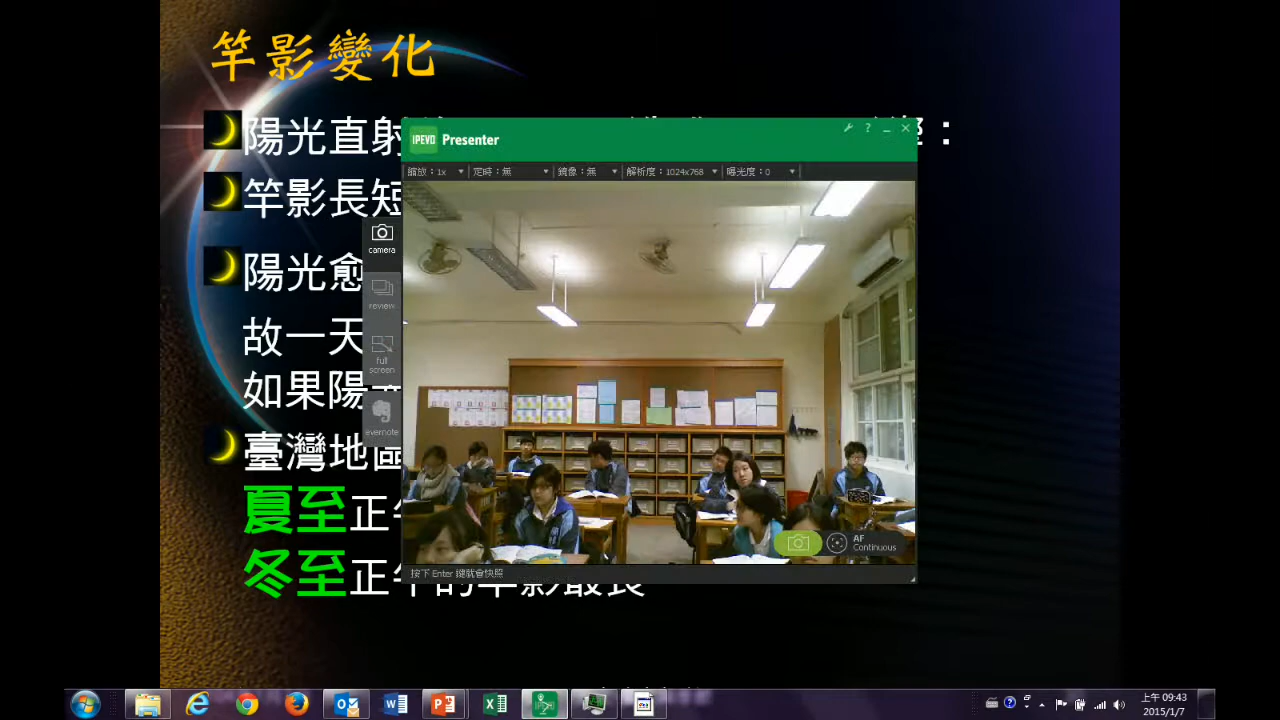 竿影變化
陽光直射
竿影長短
陽光愈
故一天
如果陽
臺灣地區
夏至正午
冬至正午的竿影最長
IPEVO Presenter
縮放:1x 定時:無 鏡像:無 解析度:1024x768 曝光度:0
camera
review
full
screen
evernote
AF
Continuous
按下 Enter 鍵就會快照
上午 09:43
2015/1/7